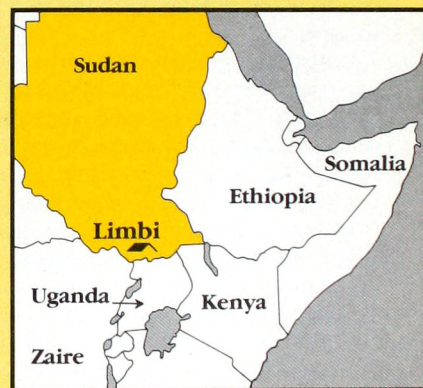 Sudan
Somalia
Ethiopia
Limbi
Uganda
Kenya
Zaire